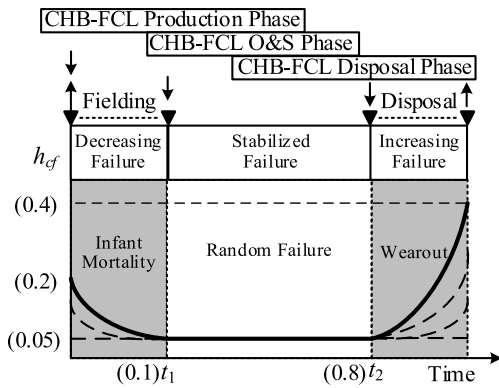 CHB-FCL Production Phase
CHB-FCL O&S Phase
CHB-FCL Disposal Phase
Fielding
Disposal
Decreasing Failure
Stabilized Failure
Increasing Failure
h_cf
(0.4)
Infant Mortality
Random Failure
Wearout
(0.2)
(0.05)
(0.1) t1
(0.8) t2
Time